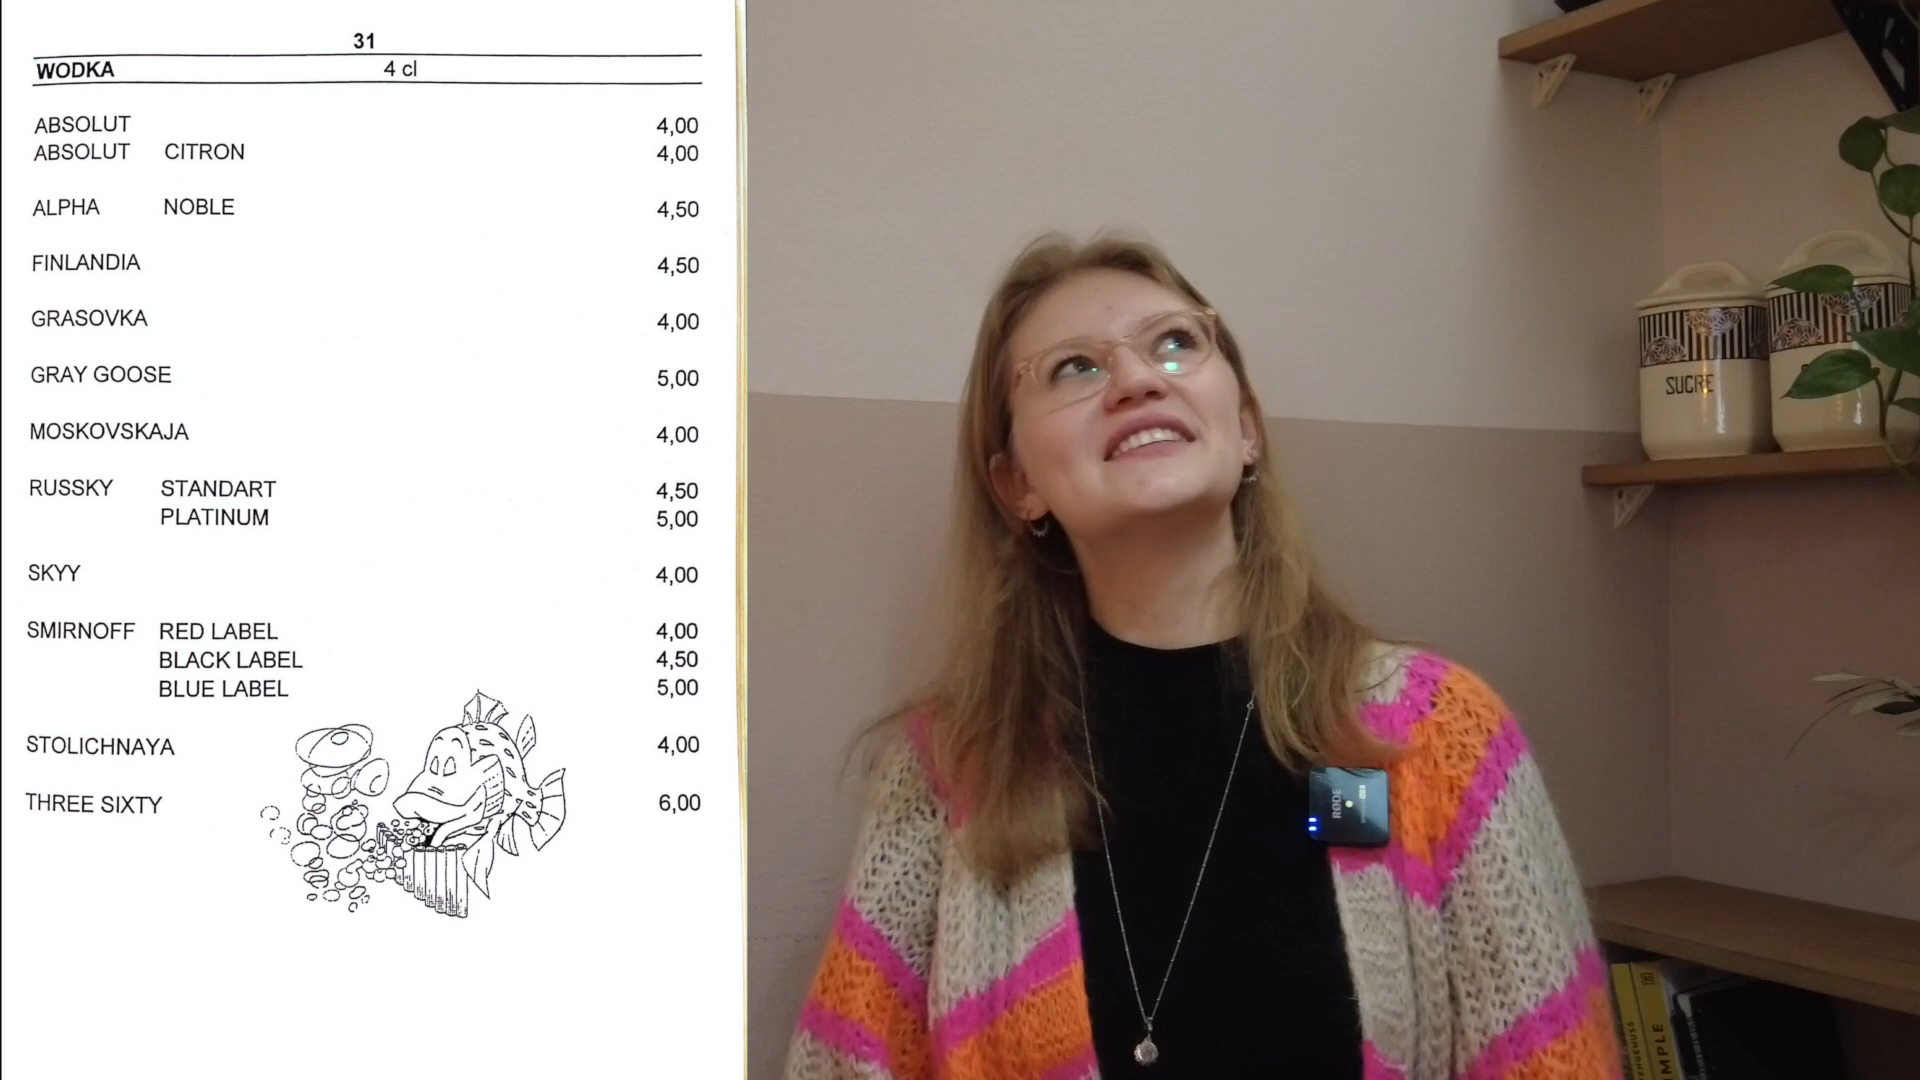 31
WODKA 4 cl
ABSOLUT 4,00
ABSOLUT CITRON 4,00
ALPHA NOBLE 4,50
FINLANDIA 4,50
GRASOVKA 4,00
GRAY GOOSE 5,00
MOSKOVSKAJA 4,00
RUSSKY STANDART 4,50
PLATINUM 5,00
SKYY 4,00
SMIRNOFF RED LABEL 4,00
BLACK LABEL 4,50
BLUE LABEL 5,00
STOLICHNAYA 4,00
THREE SIXTY 6,00
SUCRE
RØDE